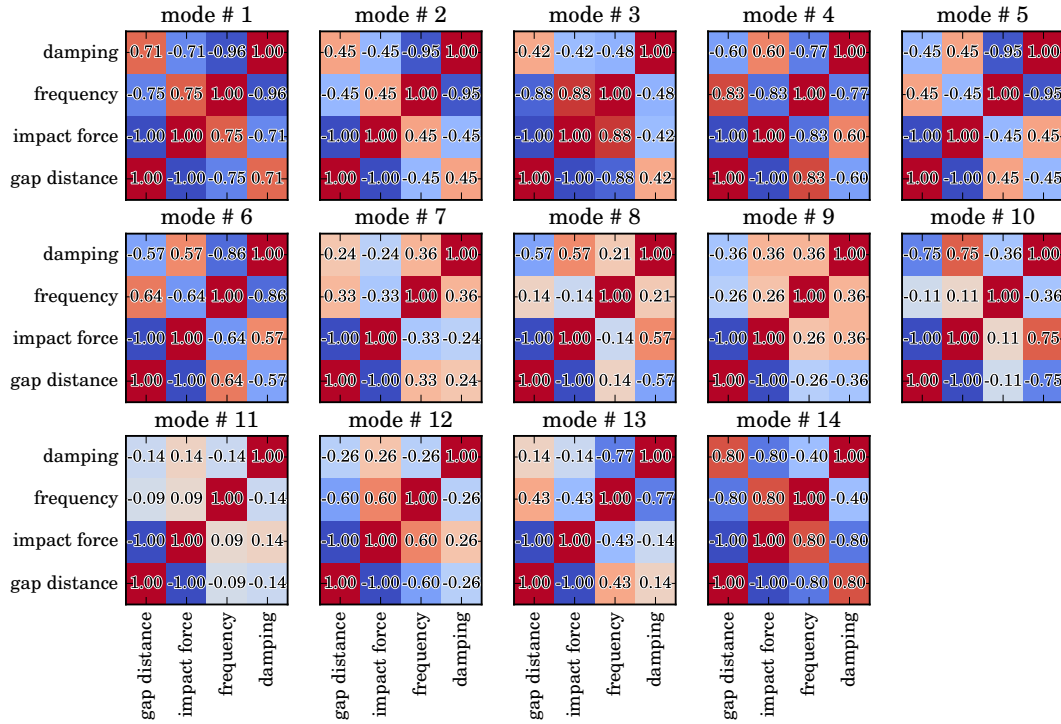 mode # 1 mode # 2 mode # 3 mode # 4 mode # 5
damping 0.71 -0.71 -0.96 1.00 0.45 -0.45 -0.95 1.00 0.42 -0.42 -0.48 1.00 -0.60 0.60 -0.77 1.00 -0.45 0.45 -0.95 1.00
frequency -0.75 0.75 1.00 -0.96 -0.45 0.45 1.00 -0.95 -0.88 0.88 1.00 -0.48 0.83 -0.83 1.00 -0.77 0.45 -0.45 1.00 -0.95
impact force -1.00 1.00 0.75 -0.71 -1.00 1.00 0.45 -0.45 -1.00 1.00 0.88 -0.42 -1.00 1.00 -0.83 0.60 -1.00 1.00 -0.45 0.45
gap distance 1.00 -1.00 -0.75 0.71 1.00 -1.00 -0.45 0.45 1.00 -1.00 -0.88 0.42 1.00 -1.00 0.83 -0.60 1.00 -1.00 0.45 -0.45
mode # 6 mode # 7 mode # 8 mode # 9 mode # 10
damping -0.57 0.57 -0.86 1.00 0.24 -0.24 0.36 1.00 -0.57 0.57 0.21 1.00 -0.36 0.36 0.36 1.00 -0.75 0.75 -0.36 1.00
frequency 0.64 -0.64 1.00 -0.86 0.33 -0.33 1.00 0.36 0.14 -0.14 1.00 0.21 -0.26 0.26 1.00 0.36 -0.11 0.11 1.00 -0.36
impact force -1.00 1.00 -0.64 0.57 -1.00 1.00 -0.33 -0.24 -1.00 1.00 -0.14 0.57 -1.00 1.00 0.26 0.36 -1.00 1.00 0.11 0.75
gap distance 1.00 -1.00 0.64 -0.57 1.00 -1.00 0.33 0.24 1.00 -1.00 0.14 -0.57 1.00 -1.00 -0.26 -0.36 1.00 -1.00 -0.11 -0.75
mode # 11 mode # 12 mode # 13 mode # 14
damping -0.14 0.14 -0.14 1.00 -0.26 0.26 -0.26 1.00 0.14 -0.14 -0.77 1.00 0.80 -0.80 -0.40 1.00
frequency -0.09 0.09 1.00 -0.14 -0.60 0.60 1.00 -0.26 0.43 -0.43 1.00 -0.77 -0.80 0.80 1.00 -0.40
impact force -1.00 1.00 0.09 0.14 -1.00 1.00 0.60 0.26 -1.00 1.00 -0.43 -0.14 -1.00 1.00 0.80 -0.80
gap distance 1.00 -1.00 -0.09 -0.14 1.00 -1.00 -0.60 -0.26 1.00 -1.00 0.43 0.14 1.00 -1.00 -0.80 0.80
gap distance impact force frequency damping gap distance impact force frequency damping gap distance impact force frequency damping gap distance impact force frequency damping